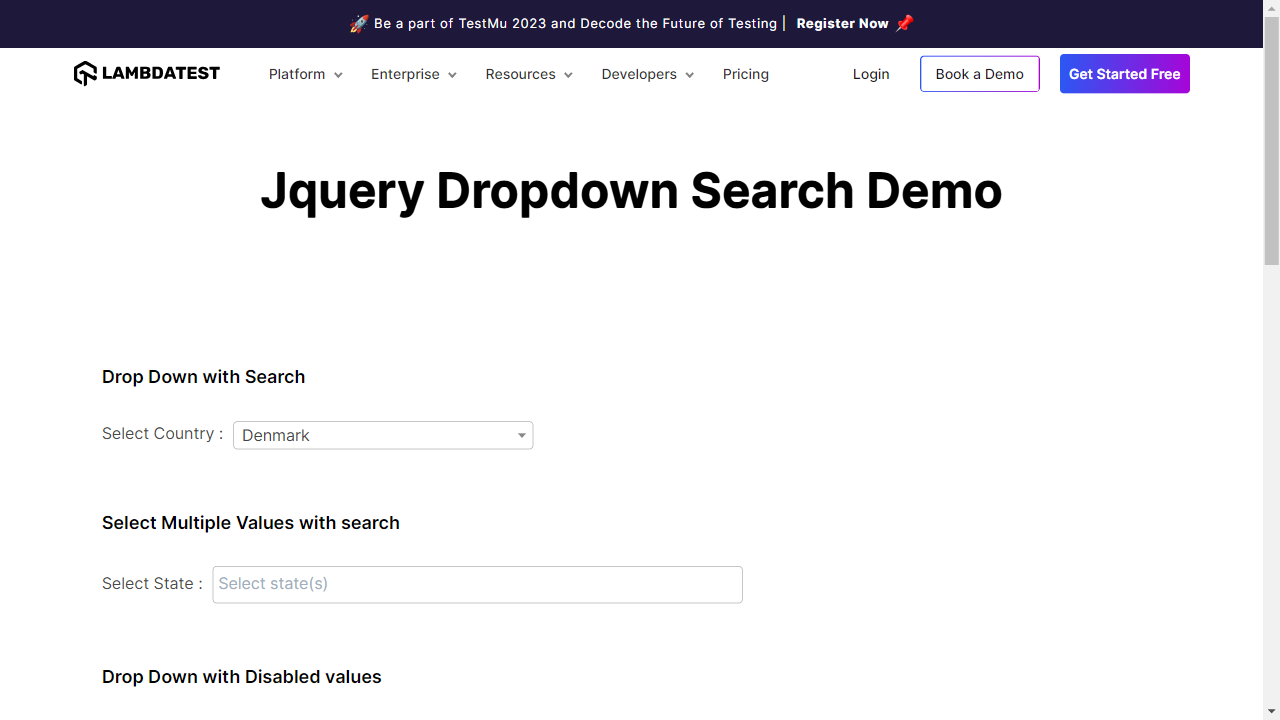 🚀 Be a part of TestMu 2023 and Decode the Future of Testing | Register Now 📌
LAMBDATEST Platform Enterprise Resources Developers Pricing Login Book a Demo Get Started Free
Jquery Dropdown Search Demo
Drop Down with Search
Select Country : Denmark
Select Multiple Values with search
Select State : Select state(s)
Drop Down with Disabled values